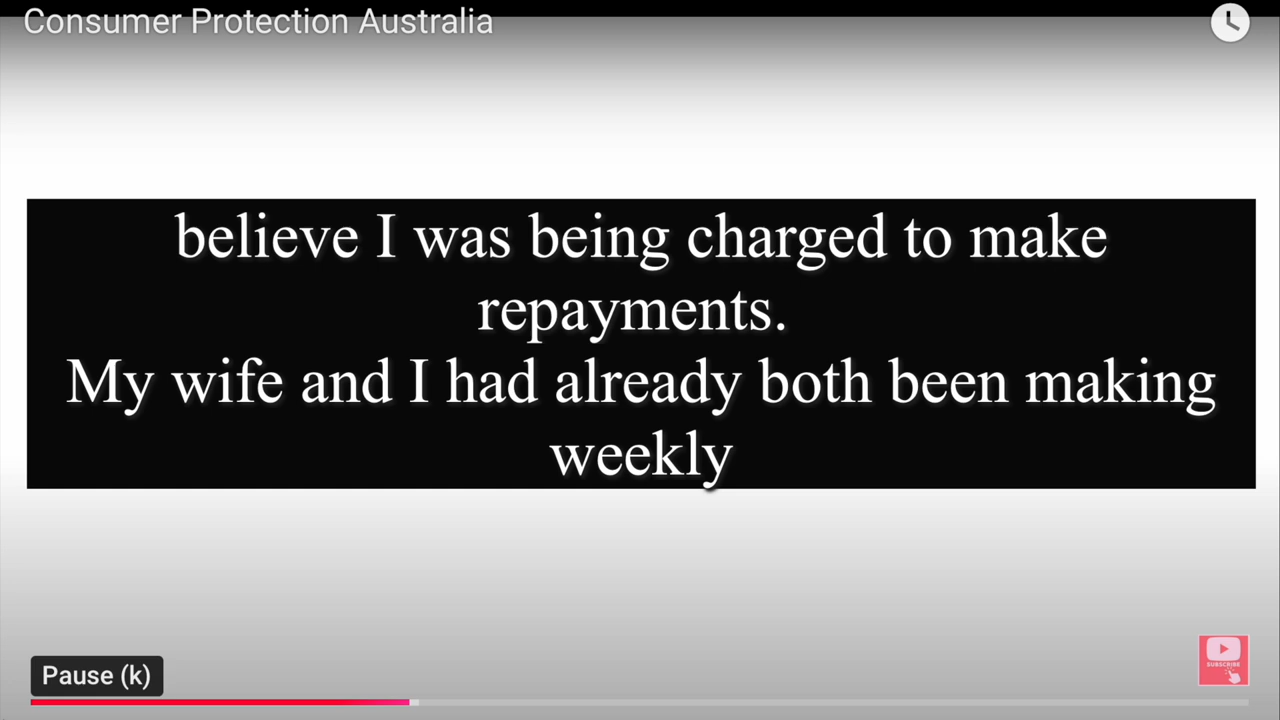 Consumer Protection Australia
believe I was being charged to make
repayments.
My wife and I had already both been making
weekly
SUBSCRIBE
Pause (k)